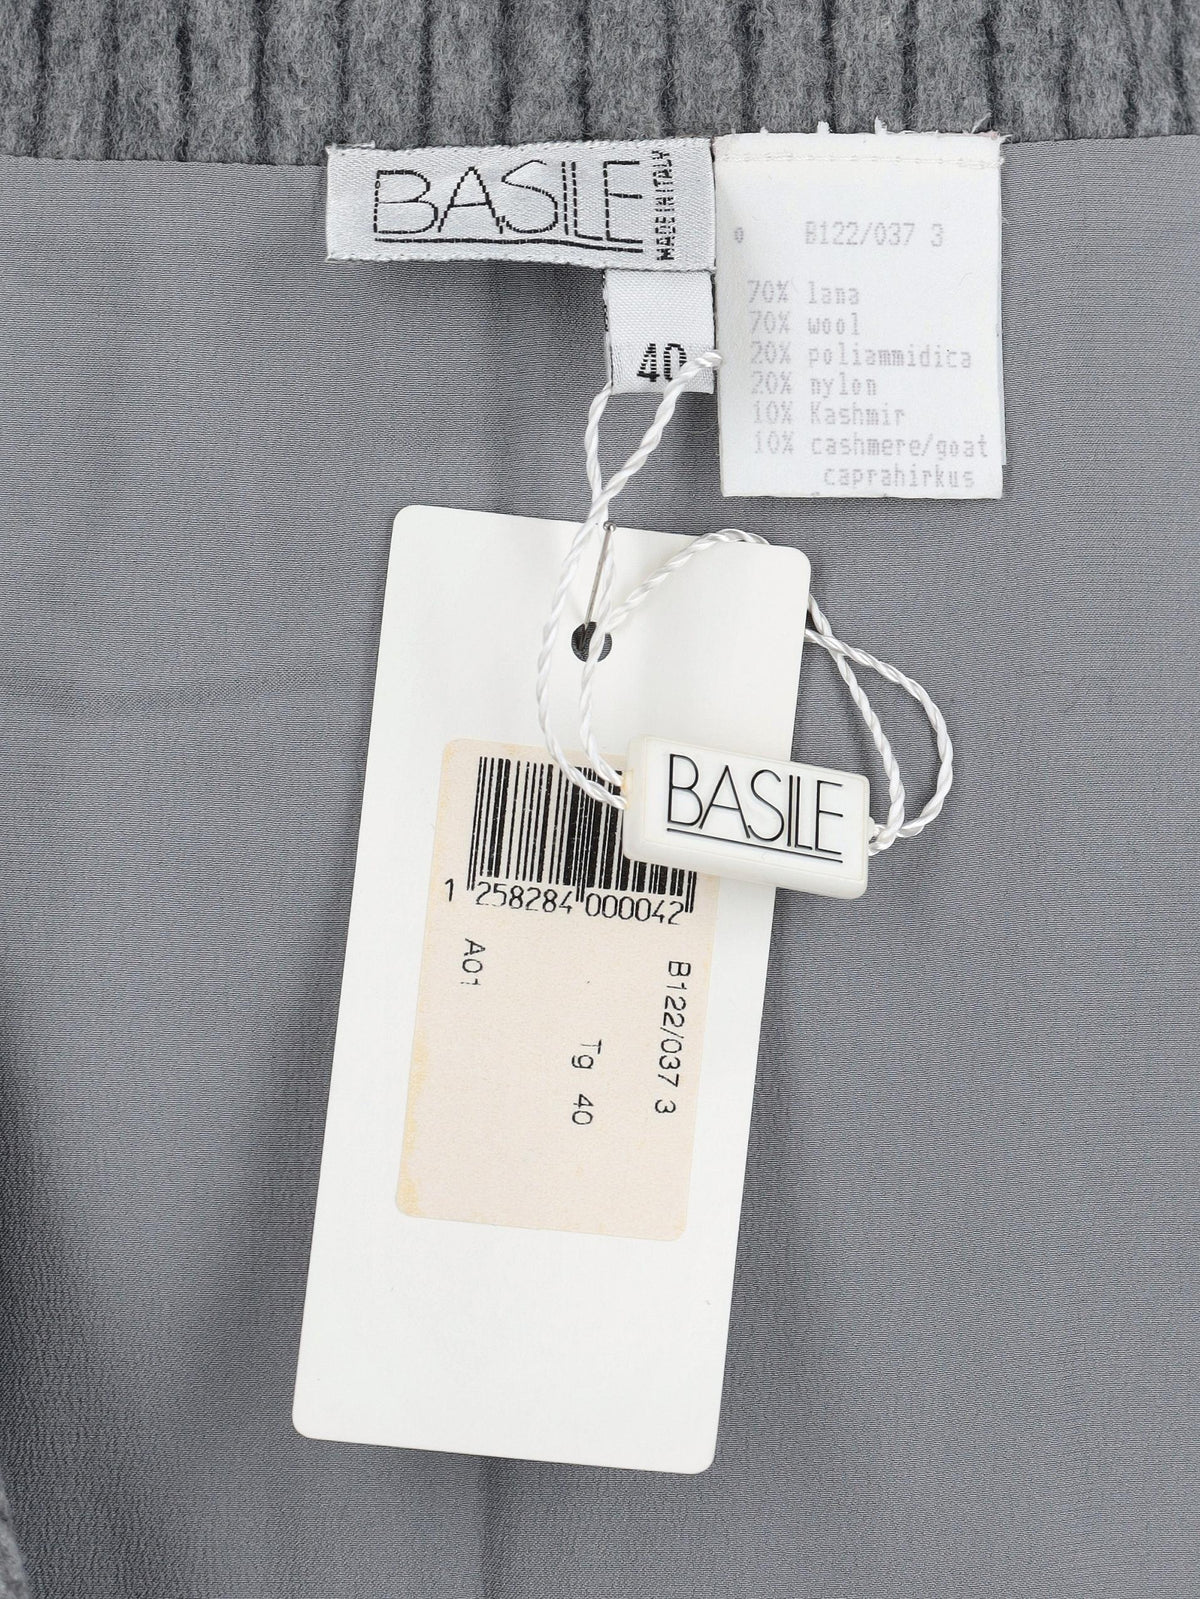 BASILE
MADE IN ITALY
40
B122/037 3
70% lana
70% wool
20% poliammidica
20% nylon
10% Kashmir
10% cashmere/goat
caprahirkus
BASILE
1 258284 000042
B122/037 3
Tg 40
A01